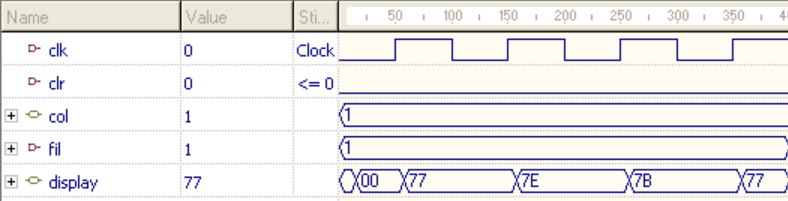 Name Value Sti... 50 100 150 200 250 300 350 4
clk 0 Clock
clr 0 <= 0
col 1 1
fil 1 1
display 77 00 77 7E 7B 77